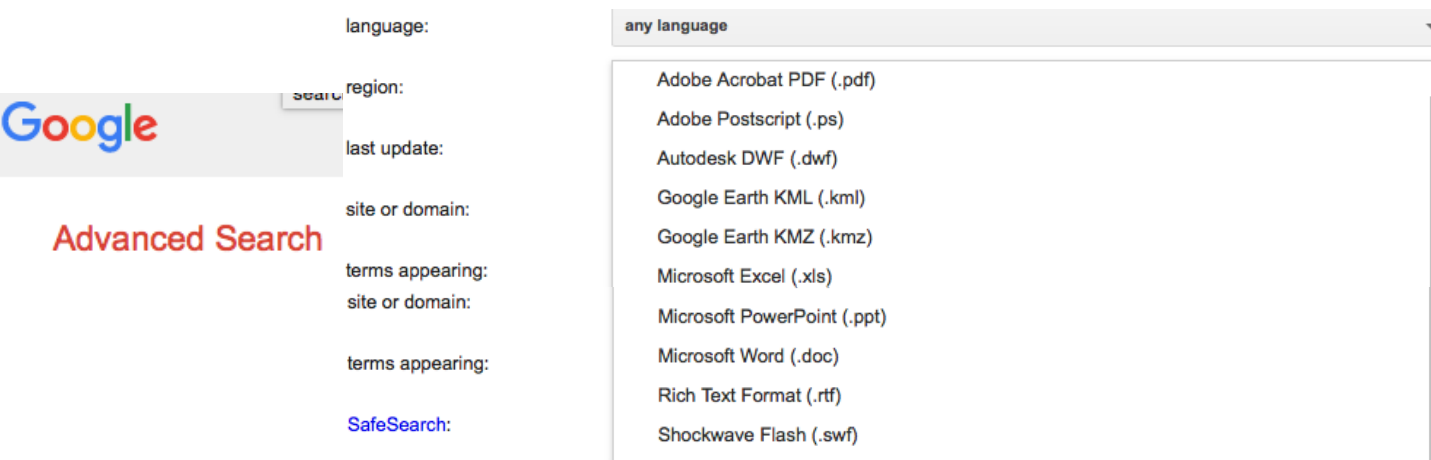 language: any language
Adobe Acrobat PDF (.pdf)
region:
Google
Adobe Postscript (.ps)
last update:
Autodesk DWF (.dwf)
Google Earth KML (.kml)
site or domain:
Advanced Search
Google Earth KMZ (.kmz)
terms appearing:
Microsoft Excel (.xls)
site or domain:
Microsoft PowerPoint (.ppt)
Microsoft Word (.doc)
terms appearing:
Rich Text Format (.rtf)
SafeSearch:
Shockwave Flash (.swf)